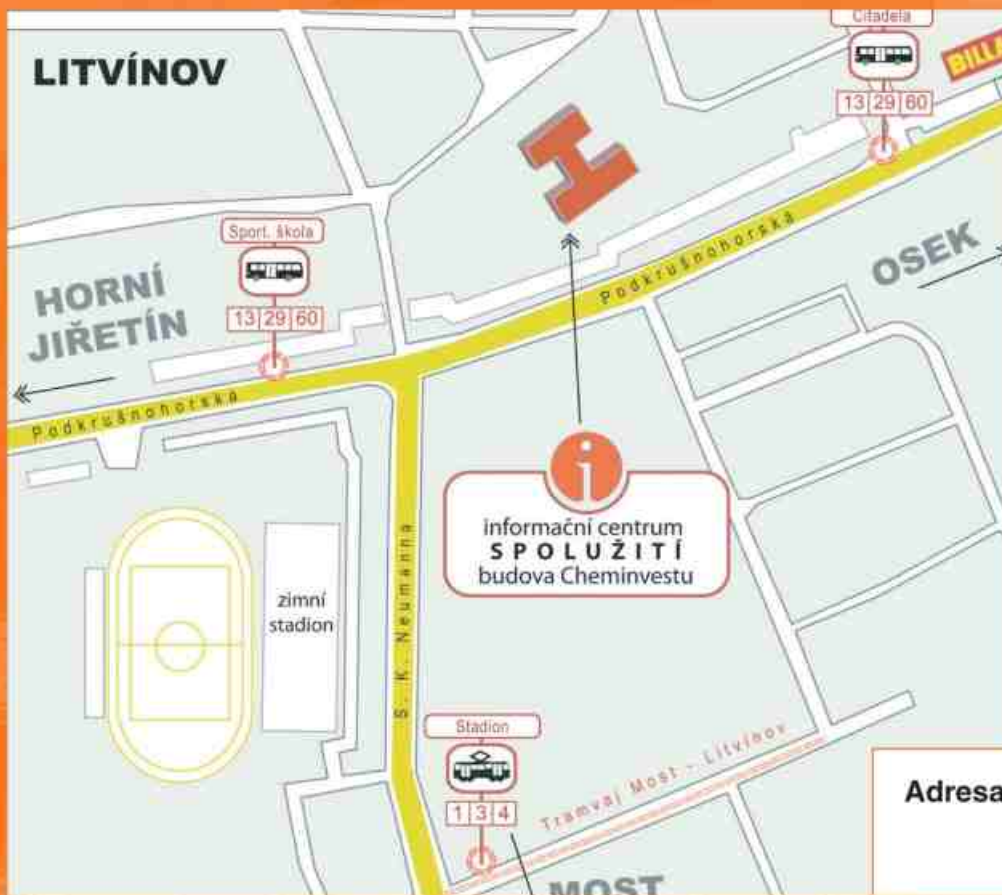 LITVÍNOV
Citadela
BILLA
13 29 60
Sport. škola
13 29 60
HORNÍ
JIŘETÍN
OSEK
Podkrušnohorská
Podkrušnohorská
i
informační centrum
SPOLUŽITÍ
budova Cheminvestu
zimní
stadion
S. K. Neumanna
Stadion
1 3 4
Tramvaj Most - Litvínov
MOST
Adresa